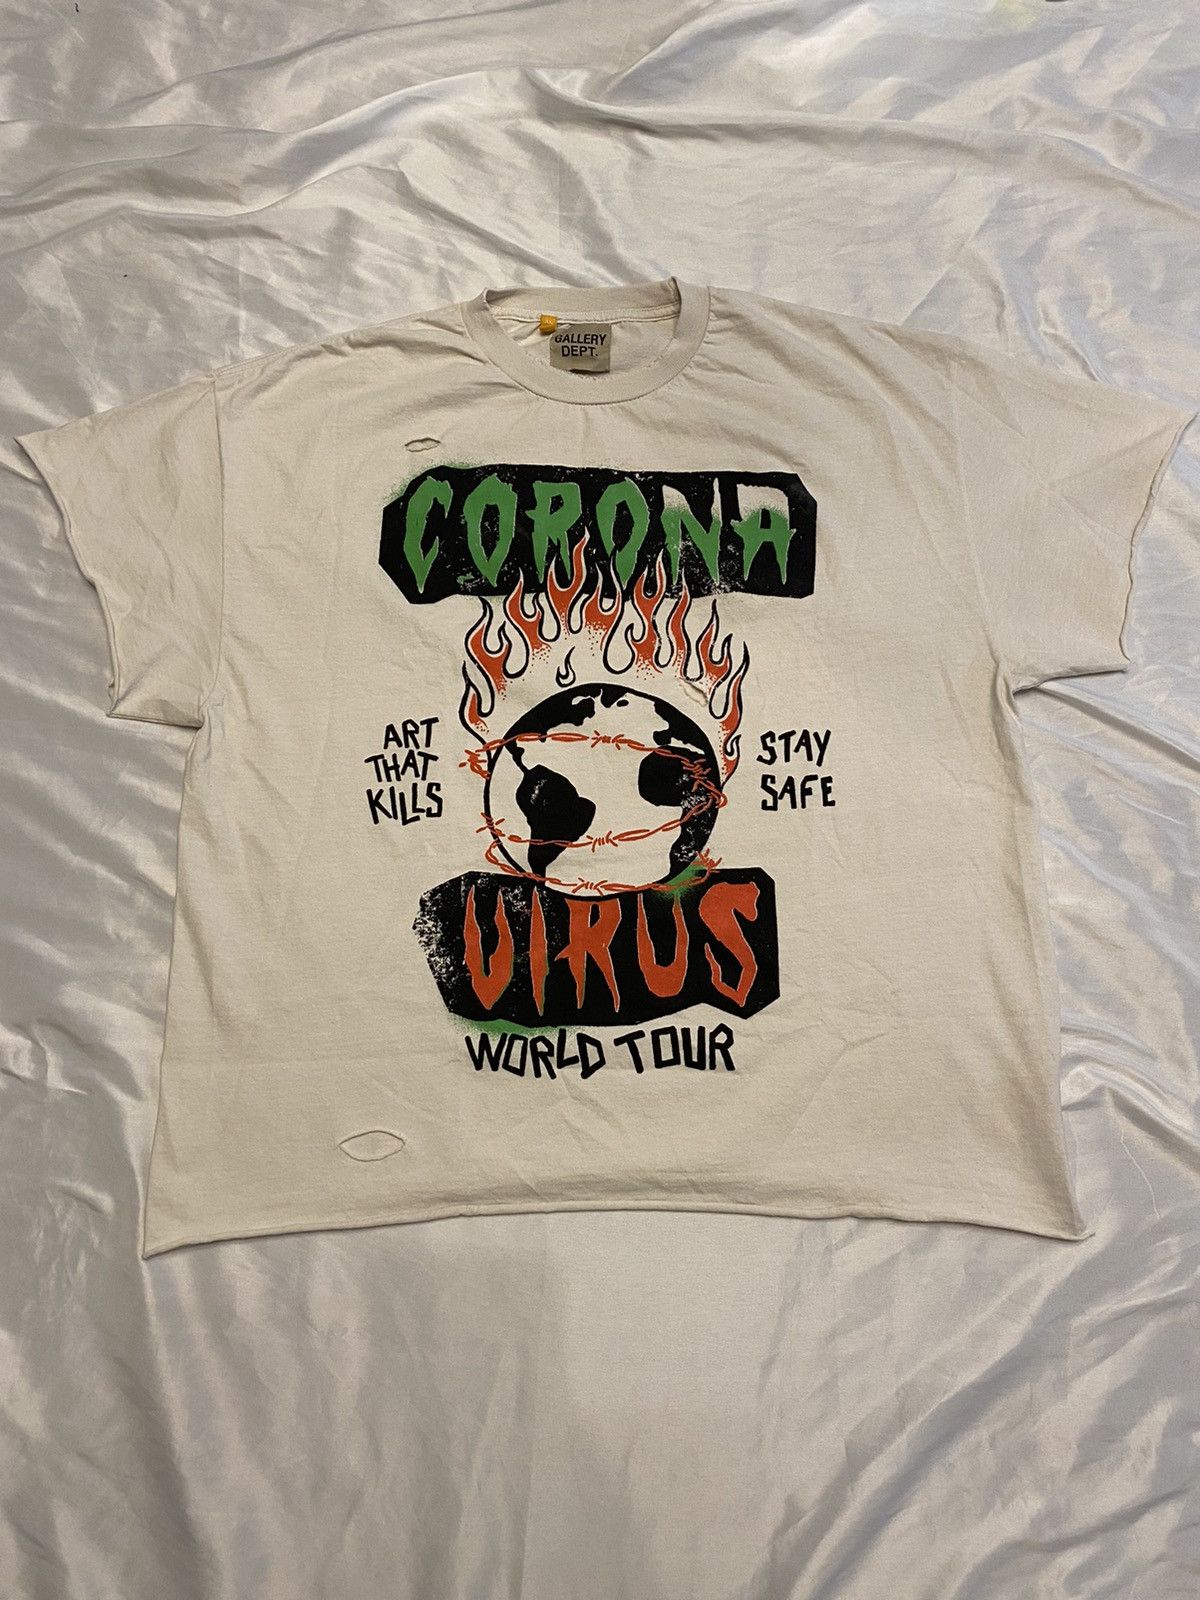 GALLERY
DEPT.
CORONA
ART
THAT
KILLS
STAY
SAFE
VIRUS
WORLD TOUR